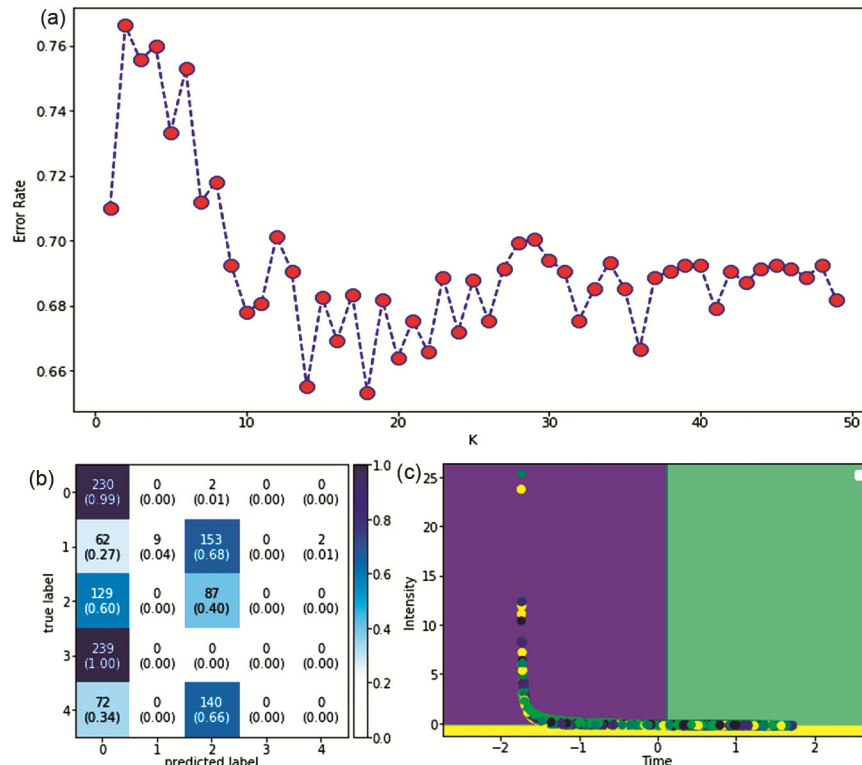 (a)
0.76
0.74
0.72
0.70
0.68
0.66
Error Rate
0 10 20 30 40 50
K
(b)
230 0 2 0 0
(0.99) (0.00) (0.01) (0.00) (0.00)
62 9 153 0 2
(0.27) (0.04) (0.68) (0.00) (0.01)
129 0 87 0 0
(0.60) (0.00) (0.40) (0.00) (0.00)
239 0 0 0 0
(1.00) (0.00) (0.00) (0.00) (0.00)
72 0 140 0 0
(0.34) (0.00) (0.66) (0.00) (0.00)
0
1
2
3
4
true label
0 1 2 3 4
predicted label
1.0
0.8
0.6
0.4
0.2
0.0
(c)
25
20
15
10
5
0
Intensity
−2 −1 0 1 2
Time